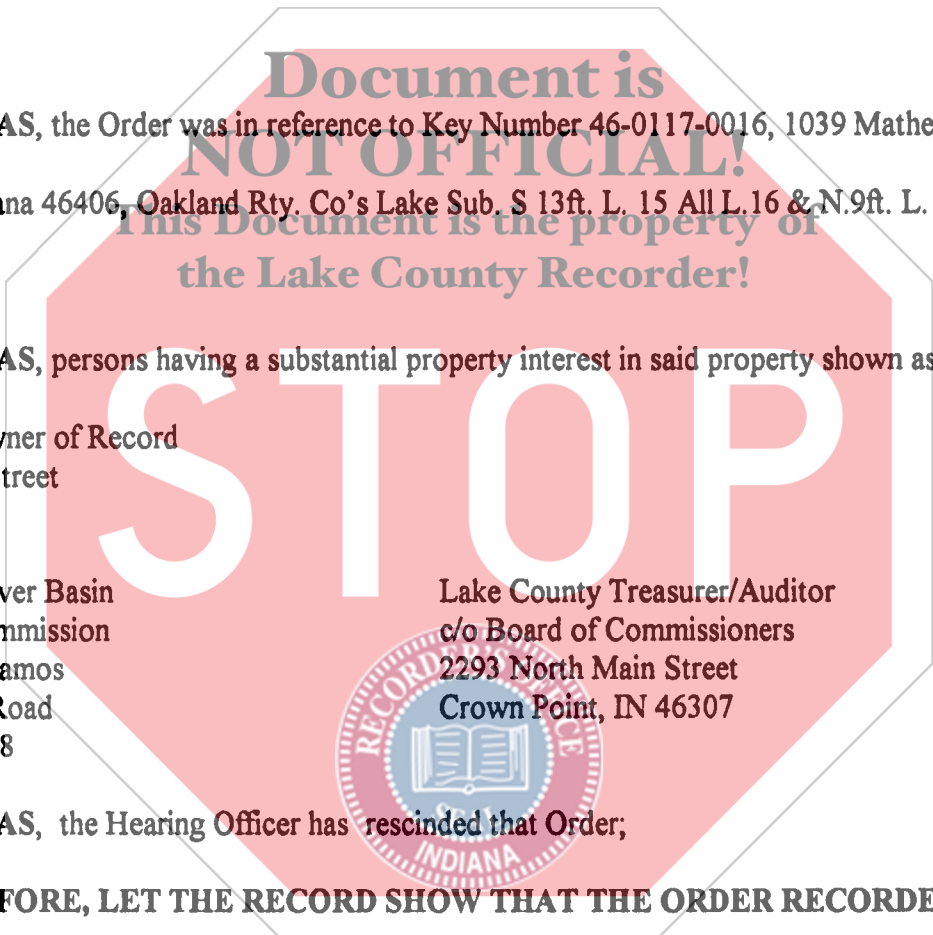 Document is
AS, the Order was in reference to Key Number 46-0117-0016, 1039 Mathe
NOT OFFICIAL!
na 46406, Oakland Rty. Co's Lake Sub. S 13ft. L. 15 All L.16 & N.9ft. L.
This Document is the property of
the Lake County Recorder!
AS, persons having a substantial property interest in said property shown as
STOP
ner of Record
treet
ver Basin Lake County Treasurer/Auditor
mmission c/o Board of Commissioners
amos 2293 North Main Street
Road Crown Point, IN 46307
8
RECORDER'S OFFICE
SEAL
INDIANA
AS, the Hearing Officer has rescinded that Order;
FORE, LET THE RECORD SHOW THAT THE ORDER RECORDE